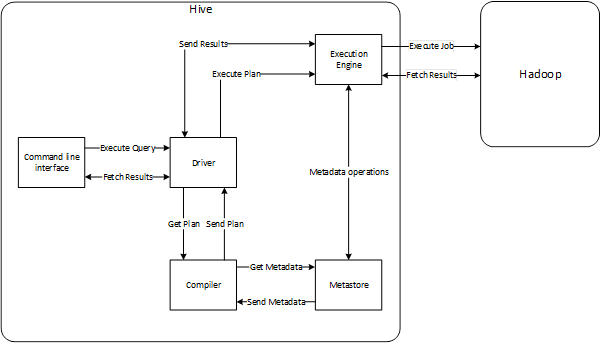 Hive
Send Results
Execution
Engine
Execute Job
Fetch Results
Hadoop
Execute Plan
Command line
interface
Execute Query
Fetch Results
Driver
Metadata operations
Get Plan
Send Plan
Compiler
Get Metadata
Send Metadata
Metastore